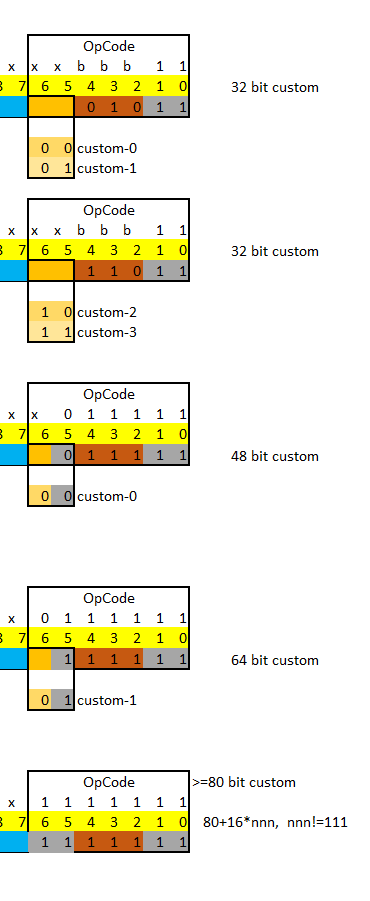 OpCode
x x x b b b 1 1
8 7 6 5 4 3 2 1 0 32 bit custom
0 1 0 1 1
0 0 custom-0
0 1 custom-1
OpCode
x x x b b b 1 1
8 7 6 5 4 3 2 1 0 32 bit custom
1 1 0 1 1
1 0 custom-2
1 1 custom-3
OpCode
x x 0 1 1 1 1 1
8 7 6 5 4 3 2 1 0
0 1 1 1 1 1 48 bit custom
0 0 custom-0
OpCode
x 0 1 1 1 1 1 1
8 7 6 5 4 3 2 1 0
1 1 1 1 1 1 64 bit custom
0 1 custom-1
OpCode >=80 bit custom
x 1 1 1 1 1 1 1
8 7 6 5 4 3 2 1 0 80+16*nnn, nnn!=111
1 1 1 1 1 1 1